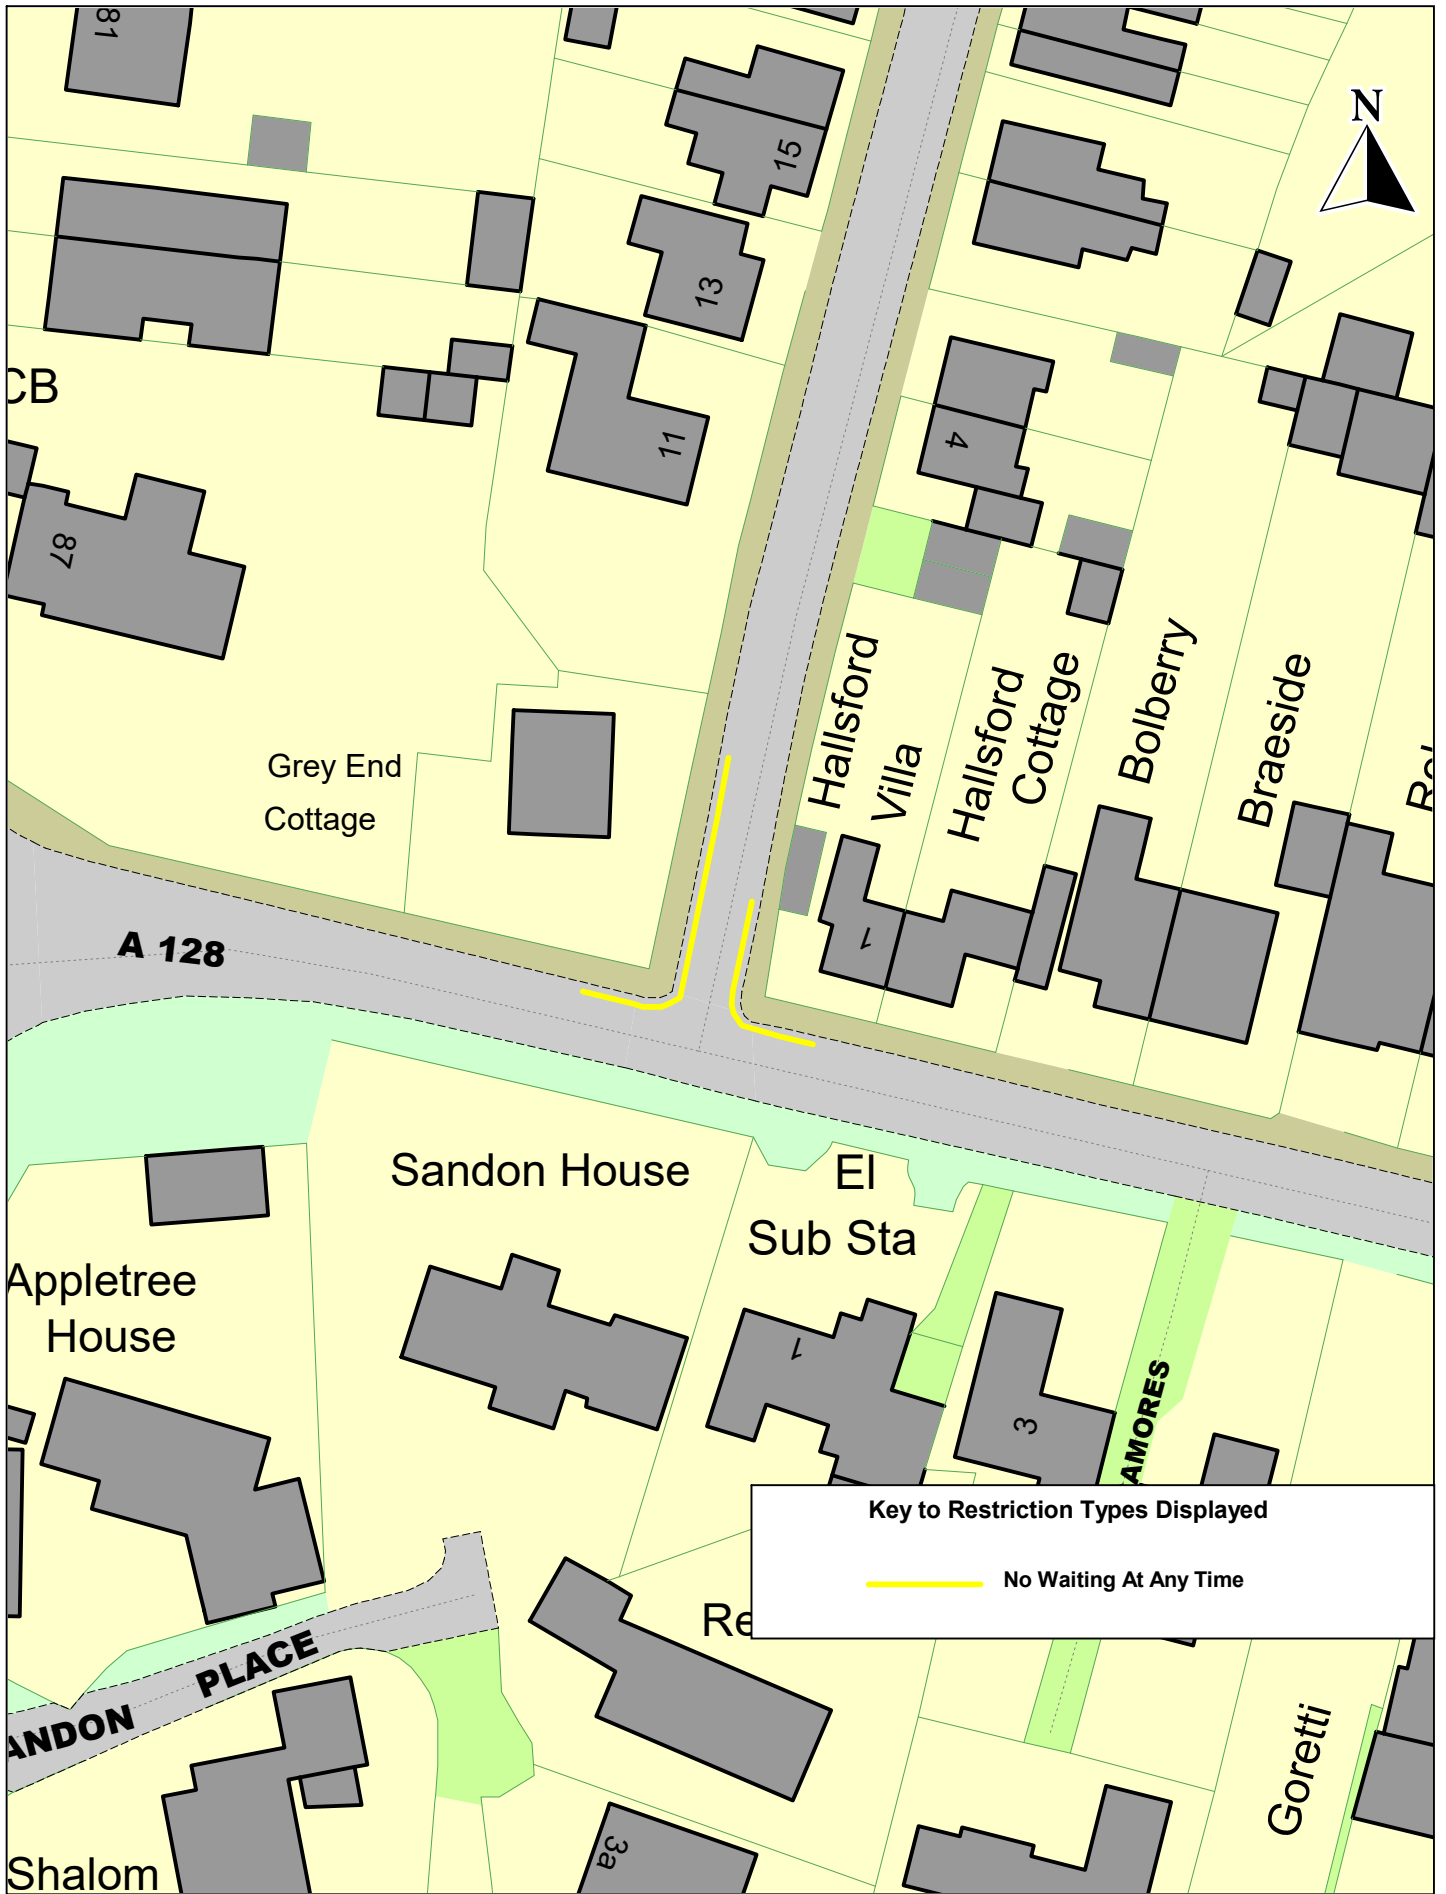 81
N
15
13
CB
11
4
87
Hallsford
Villa
Hallsford
Cottage
Bolberry
Braeside
Grey End
Cottage
1
A 128
Sandon House
El
Sub Sta
Appletree
House
1
3
AMORES
Key to Restriction Types Displayed
No Waiting At Any Time
Re
PLACE
ANDON
Goretti
3a
Shalom